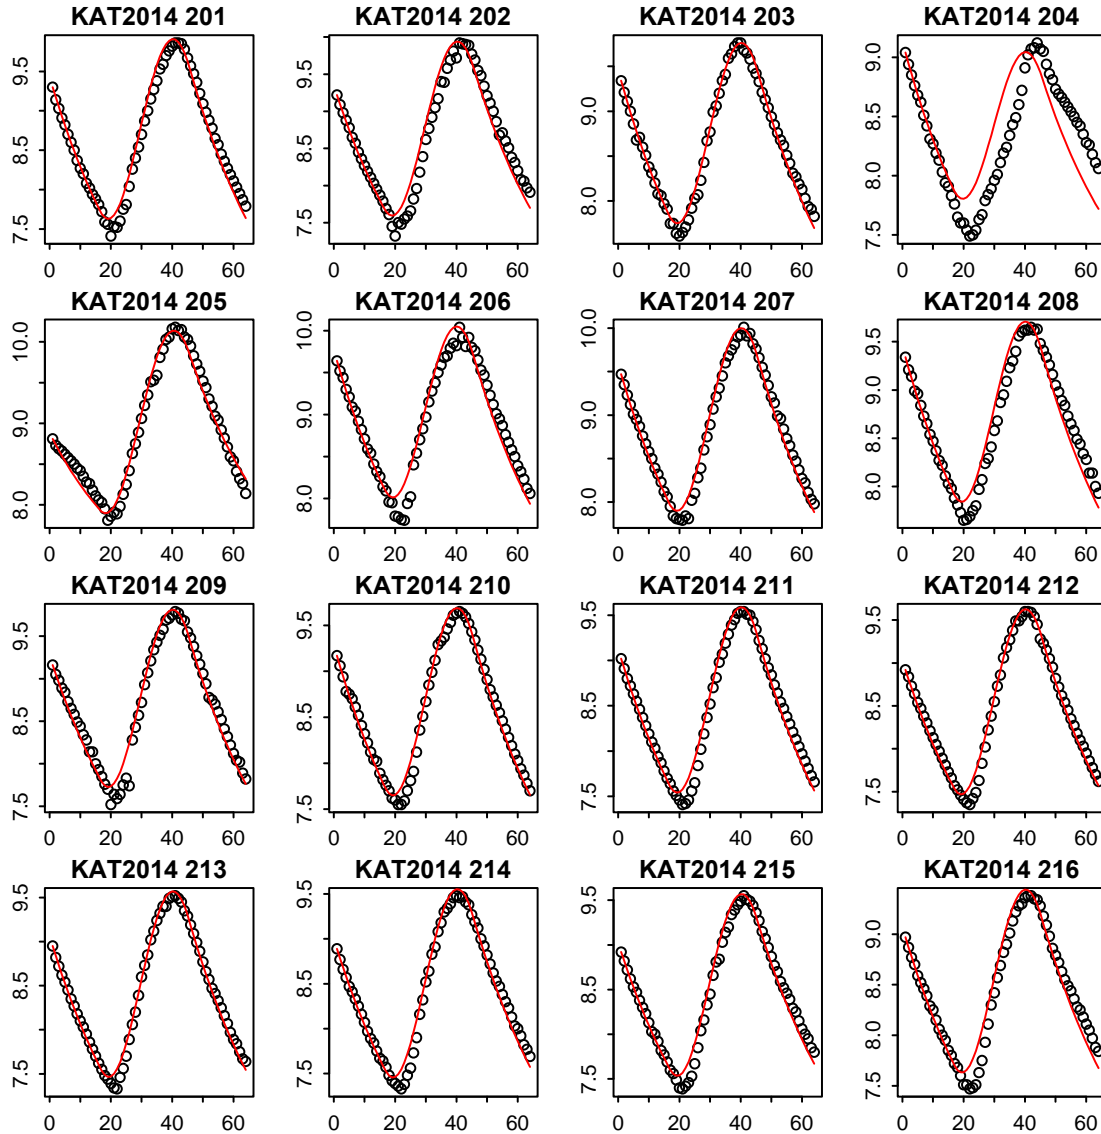 KAT2014 201 KAT2014 202 KAT2014 203 KAT2014 204
7.5 8.5 9.5 7.5 8.5 9.5 8.0 9.0 7.5 8.0 8.5 9.0
0 20 40 60 0 20 40 60 0 20 40 60 0 20 40 60
KAT2014 205 KAT2014 206 KAT2014 207 KAT2014 208
8.0 9.0 10.0 8.0 9.0 10.0 8.0 9.0 10.0 8.0 8.5 9.0 9.5
0 20 40 60 0 20 40 60 0 20 40 60 0 20 40 60
KAT2014 209 KAT2014 210 KAT2014 211 KAT2014 212
7.5 8.5 9.5 7.5 8.5 9.5 7.5 8.5 9.5 7.5 8.5 9.5
0 20 40 60 0 20 40 60 0 20 40 60 0 20 40 60
KAT2014 213 KAT2014 214 KAT2014 215 KAT2014 216
7.5 8.5 9.5 7.5 8.5 9.5 7.5 8.5 9.5 7.5 8.0 8.5 9.0
0 20 40 60 0 20 40 60 0 20 40 60 0 20 40 60